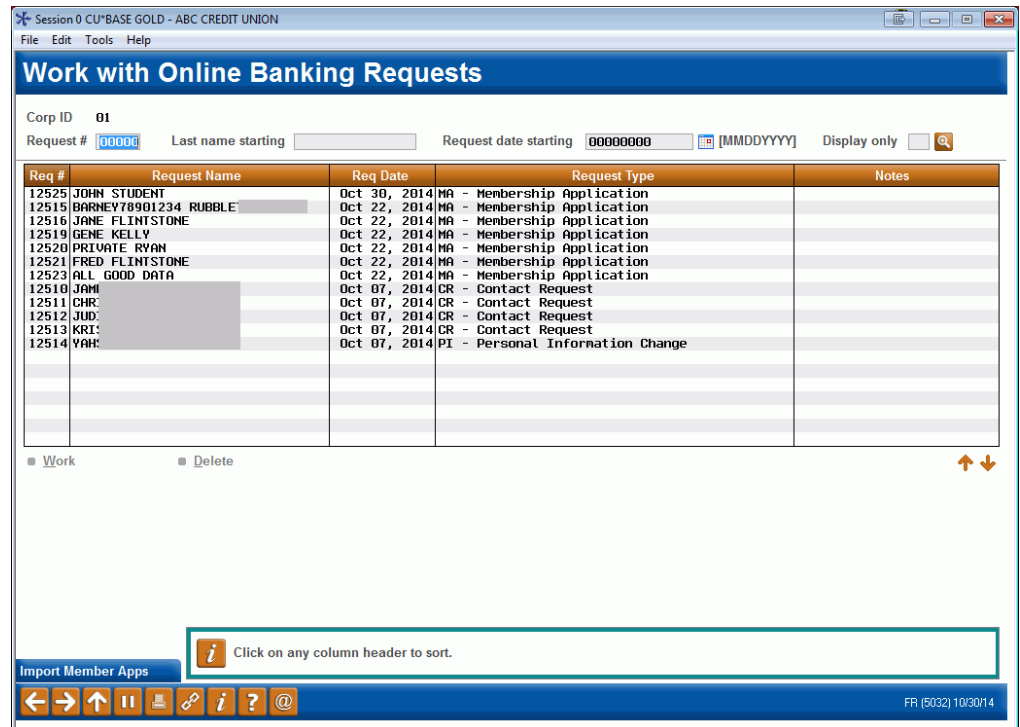 Session 0 CU*BASE GOLD - ABC CREDIT UNION
File Edit Tools Help
Work with Online Banking Requests
Corp ID 01
Request # 00000 Last name starting Request date starting 00000000 [MMDDYYYY] Display only
Req # Request Name Req Date Request Type Notes
12525 JOHN STUDENT Oct 30, 2014 MA - Membership Application
12515 BARNEY78901234 RUBBLE Oct 22, 2014 MA - Membership Application
12516 JANE FLINTSTONE Oct 22, 2014 MA - Membership Application
12519 GENE KELLY Oct 22, 2014 MA - Membership Application
12520 PRIVATE RYAN Oct 22, 2014 MA - Membership Application
12521 FRED FLINTSTONE Oct 22, 2014 MA - Membership Application
12523 ALL GOOD DATA Oct 22, 2014 MA - Membership Application
12510 Oct 07, 2014 CR - Contact Request
12511 Oct 07, 2014 CR - Contact Request
12512 Oct 07, 2014 CR - Contact Request
12513 Oct 07, 2014 CR - Contact Request
12514 Oct 07, 2014 PI - Personal Information Change
Work Delete
Click on any column header to sort.
Import Member Apps
FR (5032) 10/30/14